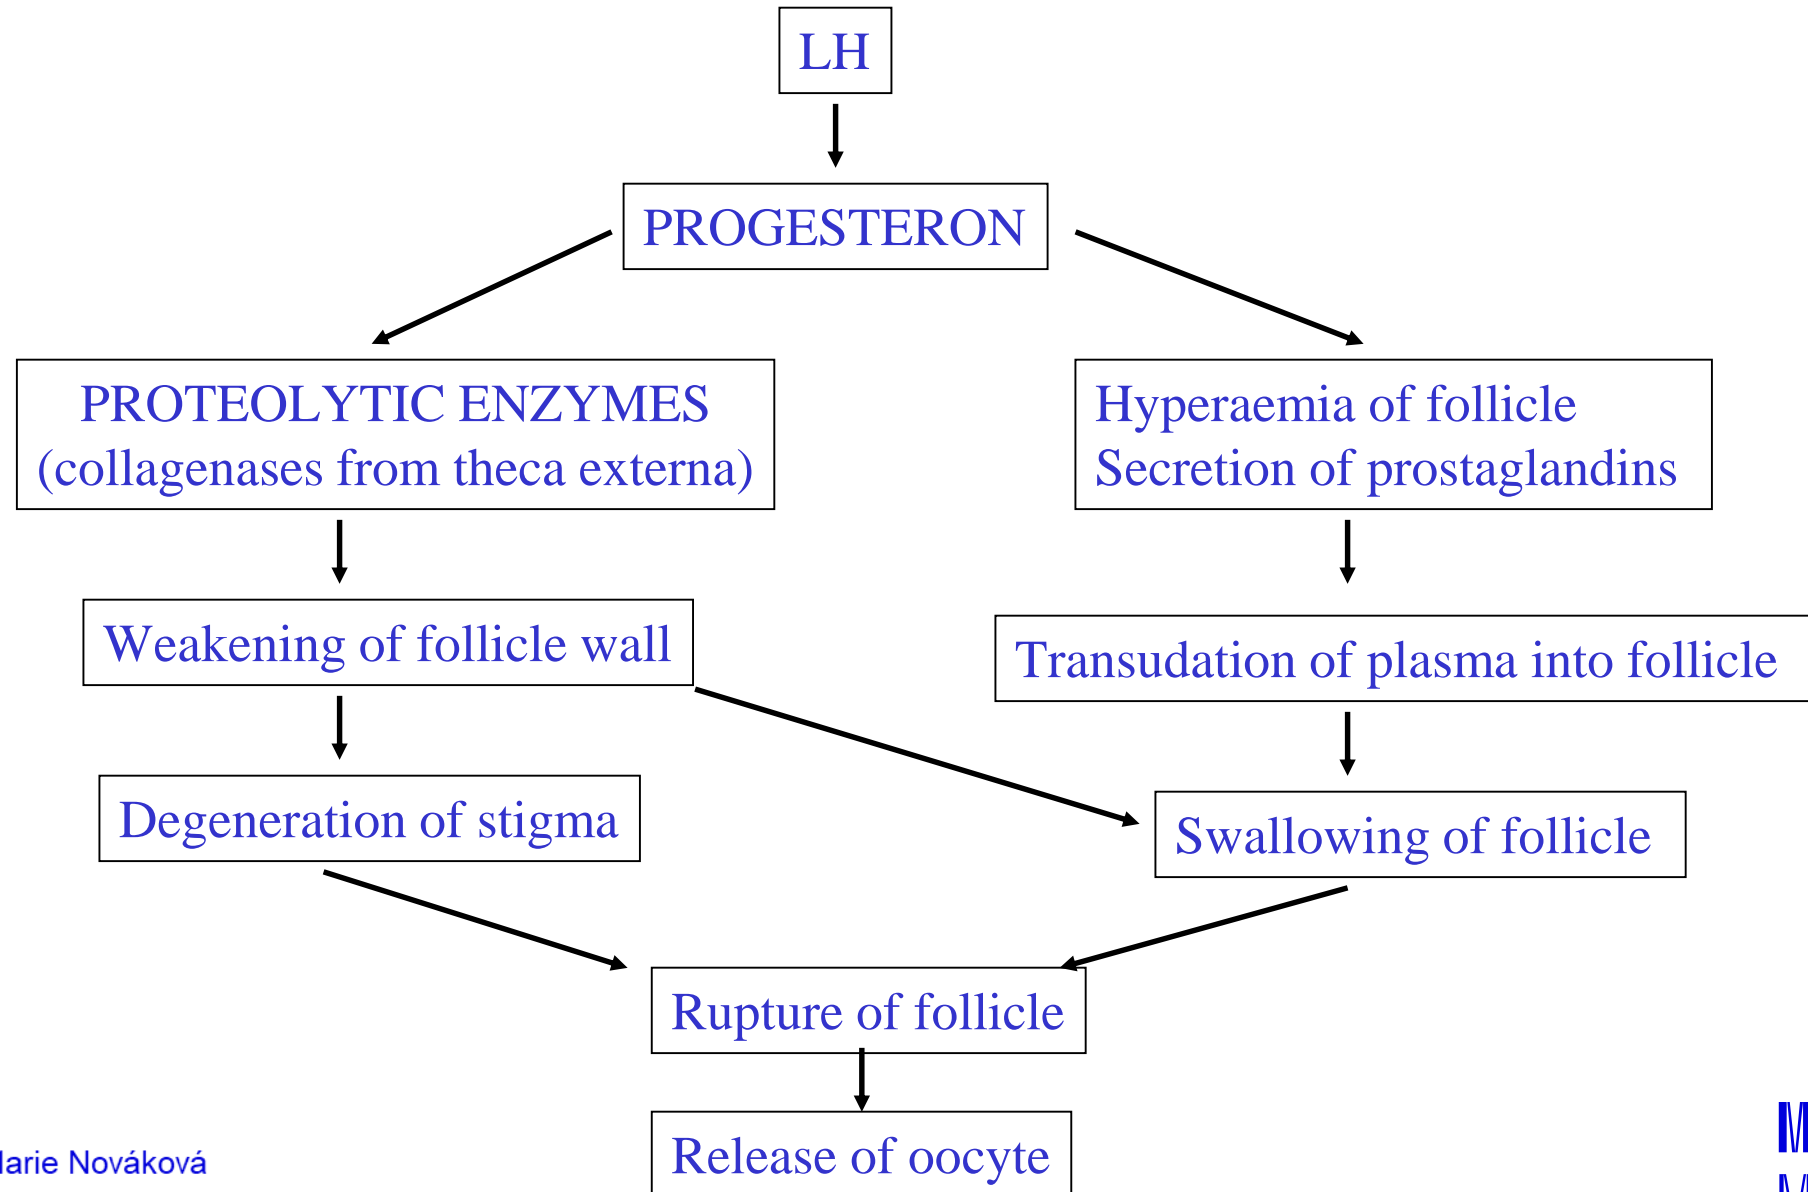 LH
PROGESTERON
PROTEOLYTIC ENZYMES
(collagenases from theca externa)
Hyperaemia of follicle
Secretion of prostaglandins
Weakening of follicle wall
Transudation of plasma into follicle
Degeneration of stigma
Swallowing of follicle
Rupture of follicle
Release of oocyte
Nováková